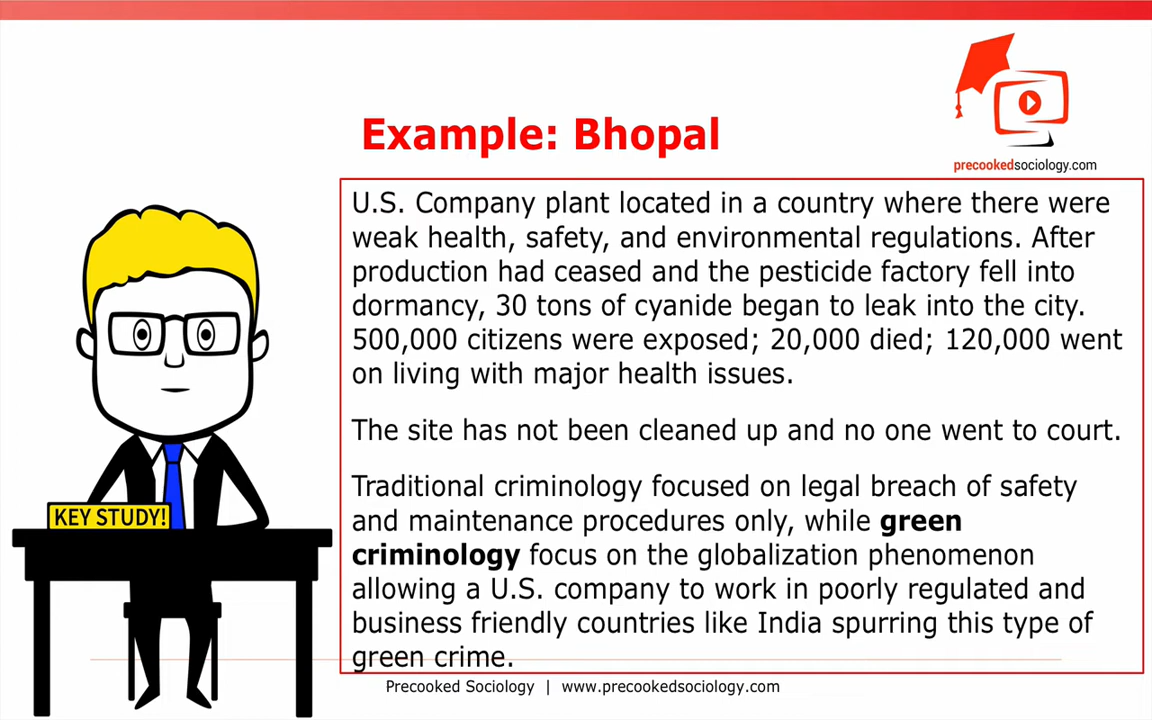 precookedsociology.com
Example: Bhopal
U.S. Company plant located in a country where there were
weak health, safety, and environmental regulations. After
production had ceased and the pesticide factory fell into
dormancy, 30 tons of cyanide began to leak into the city.
500,000 citizens were exposed; 20,000 died; 120,000 went
on living with major health issues.
The site has not been cleaned up and no one went to court.
Traditional criminology focused on legal breach of safety
and maintenance procedures only, while green
criminology focus on the globalization phenomenon
allowing a U.S. company to work in poorly regulated and
business friendly countries like India spurring this type of
green crime.
KEY STUDY!
Precooked Sociology | www.precookedsociology.com